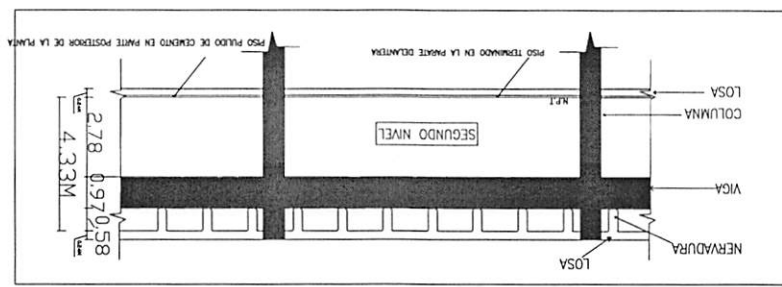 LOSA
NERVADURA
0.58
VIGA
0.97
4.33M
SEGUNDO NIVEL
2.78
COLUMNA
N.P.T
LOSA
PISO TERMINADO EN LA PARATE DELANTERA
PISO PULIDO DE CEMENTO EN PARTE POSTERIOR DE LA PLANTA